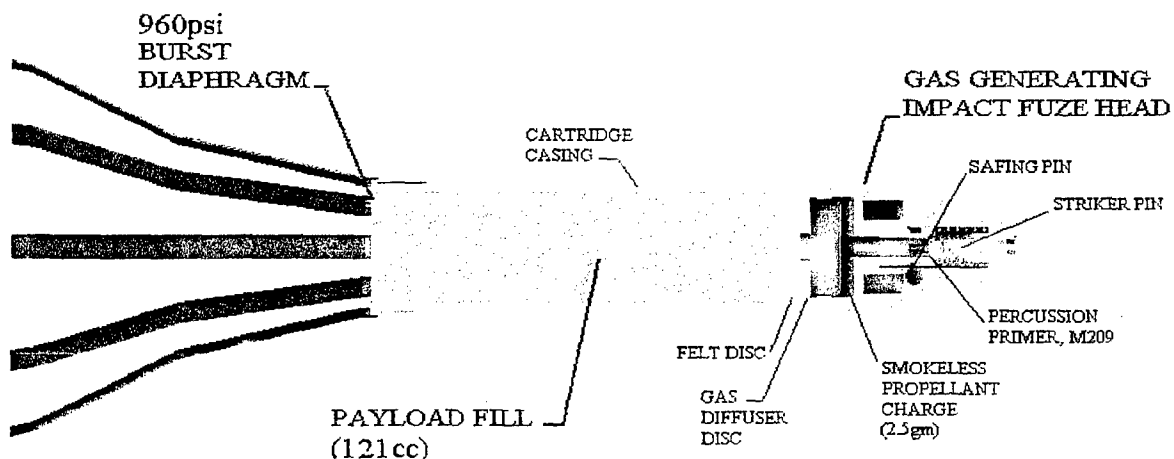 960psi
BURST
DIAPHRAGM
CARTRIDGE
CASING
GAS GENERATING
IMPACT FUZE HEAD
SAFING PIN
STRIKER PIN
PERCUSSION
PRIMER, M209
SMOKELESS
PROPELLANT
CHARGE
(2.5gm)
GAS
DIFFUSER
DISC
FELT DISC
PAYLOAD FILL
(121cc)